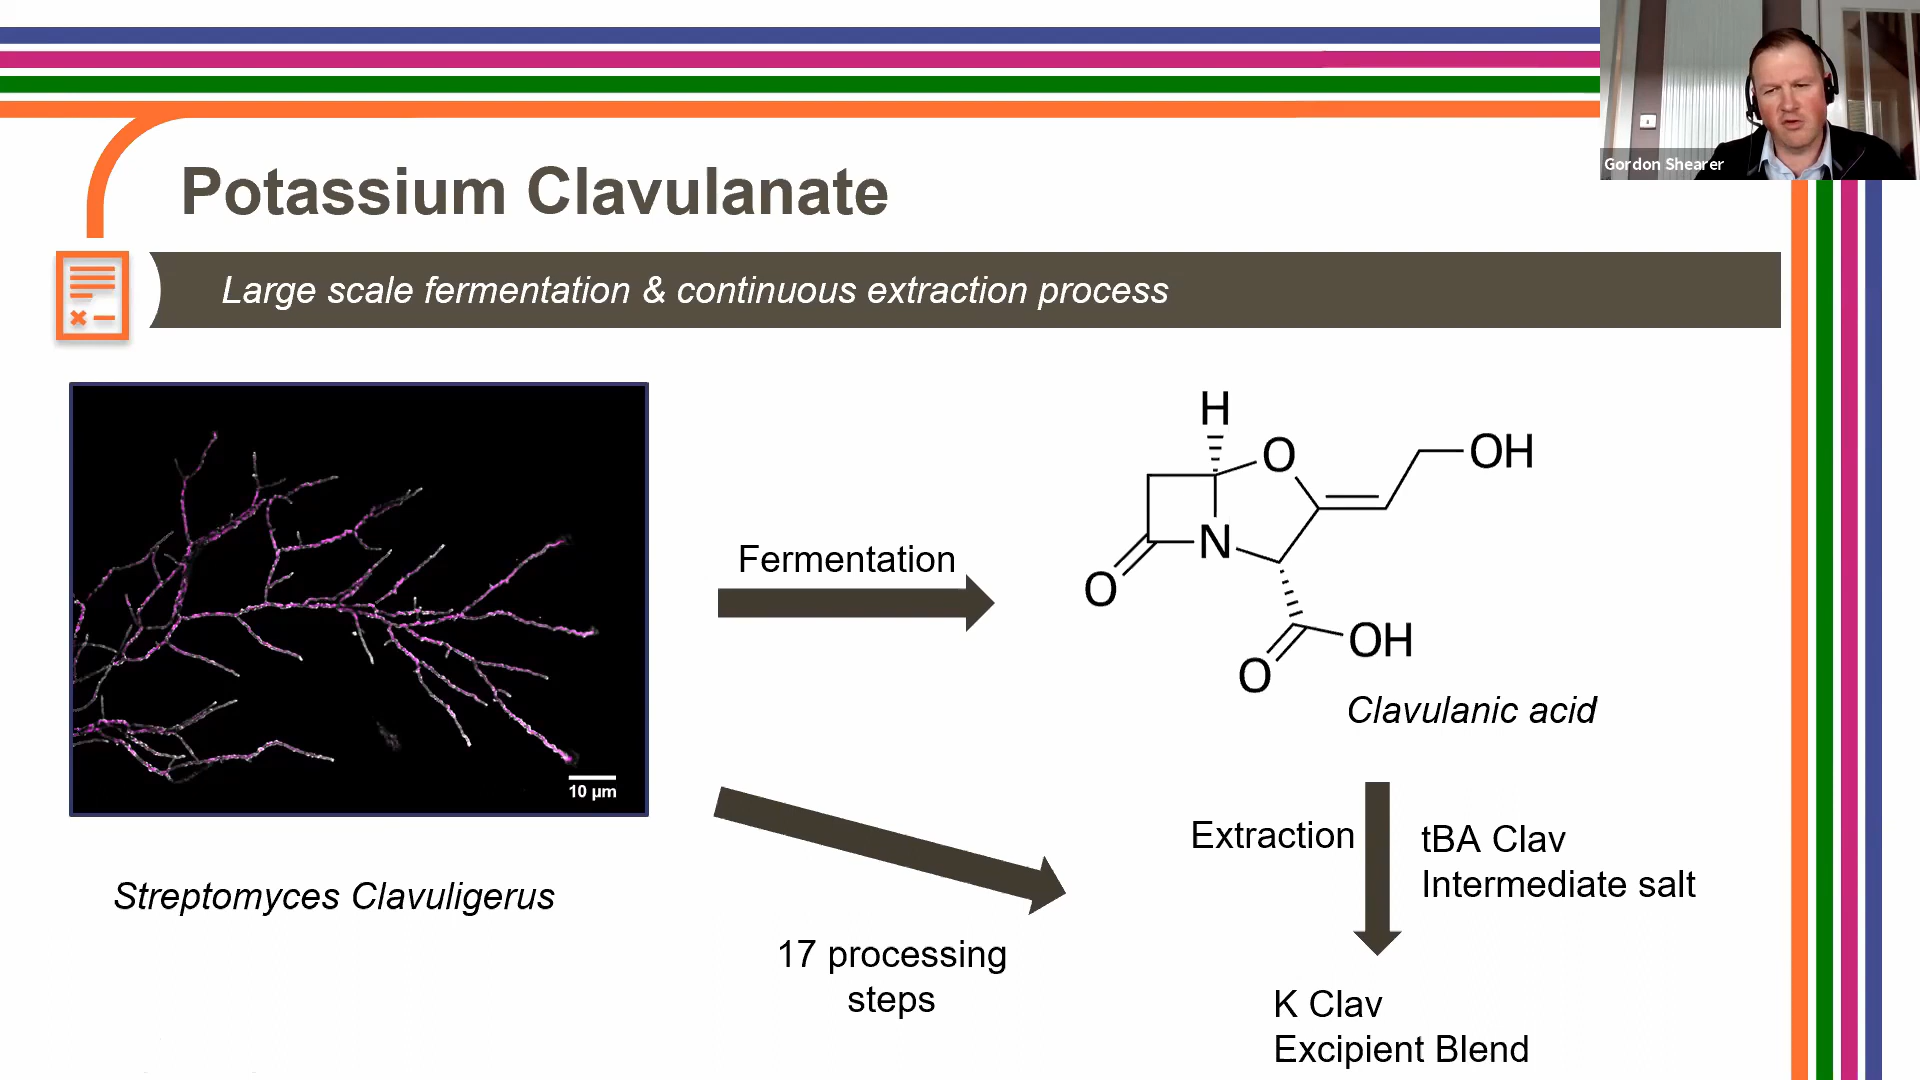 Gordon Shearer
Potassium Clavulanate
Large scale fermentation & continuous extraction process
H
O
OH
N
O
OH
O
Clavulanic acid
Fermentation
10 µm
Streptomyces Clavuligerus
17 processing
steps
Extraction
tBA Clav
Intermediate salt
K Clav
Excipient Blend